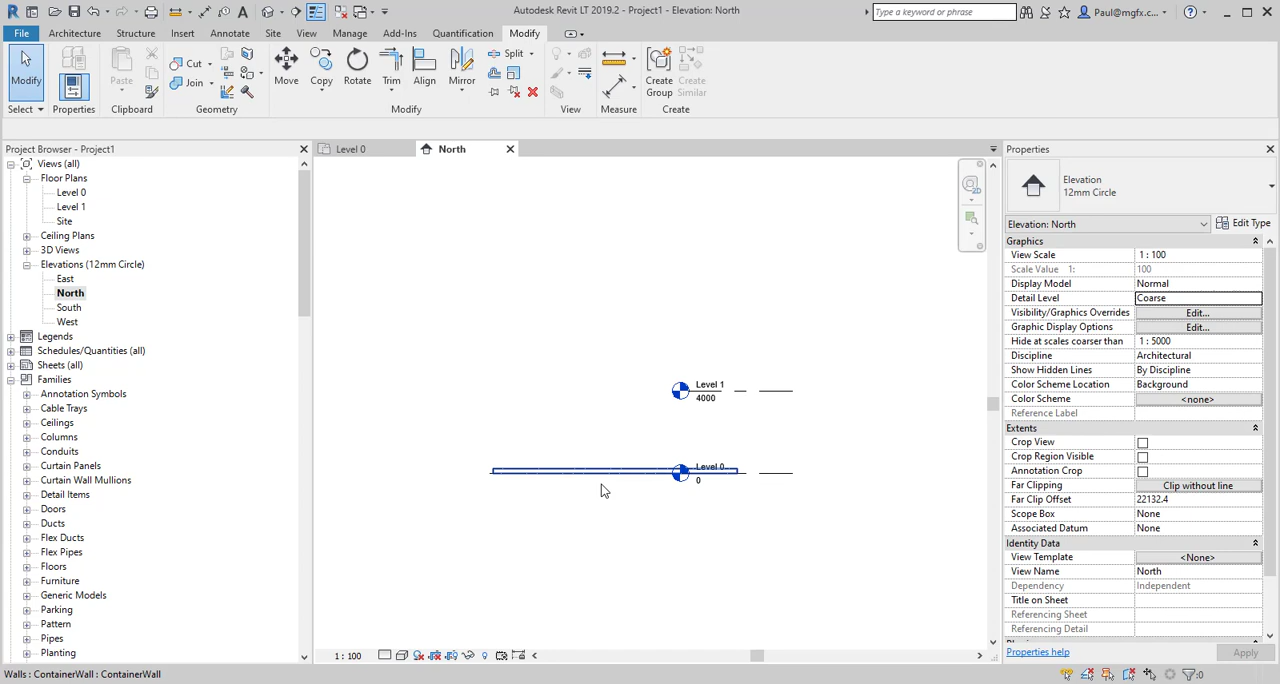 Autodesk Revit LT 2019.2 - Project1 - Elevation: North
Type a keyword or phrase
Paul@mgfx.c...
File
Architecture
Structure
Insert
Annotate
Site
View
Manage
Add-Ins
Quantification
Modify
Modify
Select
Properties
Paste
Clipboard
Cut
Join
Geometry
Move
Copy
Rotate
Trim
Align
Mirror
Split
Modify
View
Measure
Create Group
Create Similar
Create
Project Browser - Project1
Views (all)
Floor Plans
Level 0
Level 1
Site
Ceiling Plans
3D Views
Elevations (12mm Circle)
East
North
South
West
Legends
Schedules/Quantities (all)
Sheets (all)
Families
Annotation Symbols
Cable Trays
Ceilings
Columns
Conduits
Curtain Panels
Curtain Wall Mullions
Detail Items
Doors
Ducts
Flex Ducts
Flex Pipes
Floors
Furniture
Generic Models
Parking
Pattern
Pipes
Planting
Level 0
North
2D
Level 1
4000
Level 0
0
1 : 100
Properties
Elevation
12mm Circle
Elevation: North
Edit Type
Graphics
View Scale 1 : 100
Scale Value 1: 100
Display Model Normal
Detail Level Coarse
Visibility/Graphics Overrides Edit...
Graphic Display Options Edit...
Hide at scales coarser than 1 : 5000
Discipline Architectural
Show Hidden Lines By Discipline
Color Scheme Location Background
Color Scheme <none>
Reference Label
Extents
Crop View
Crop Region Visible
Annotation Crop
Far Clipping Clip without line
Far Clip Offset 22132.4
Scope Box None
Associated Datum None
Identity Data
View Template <None>
View Name North
Dependency Independent
Title on Sheet
Referencing Sheet
Referencing Detail
Properties help
Apply
Walls : ContainerWall : ContainerWall
:0